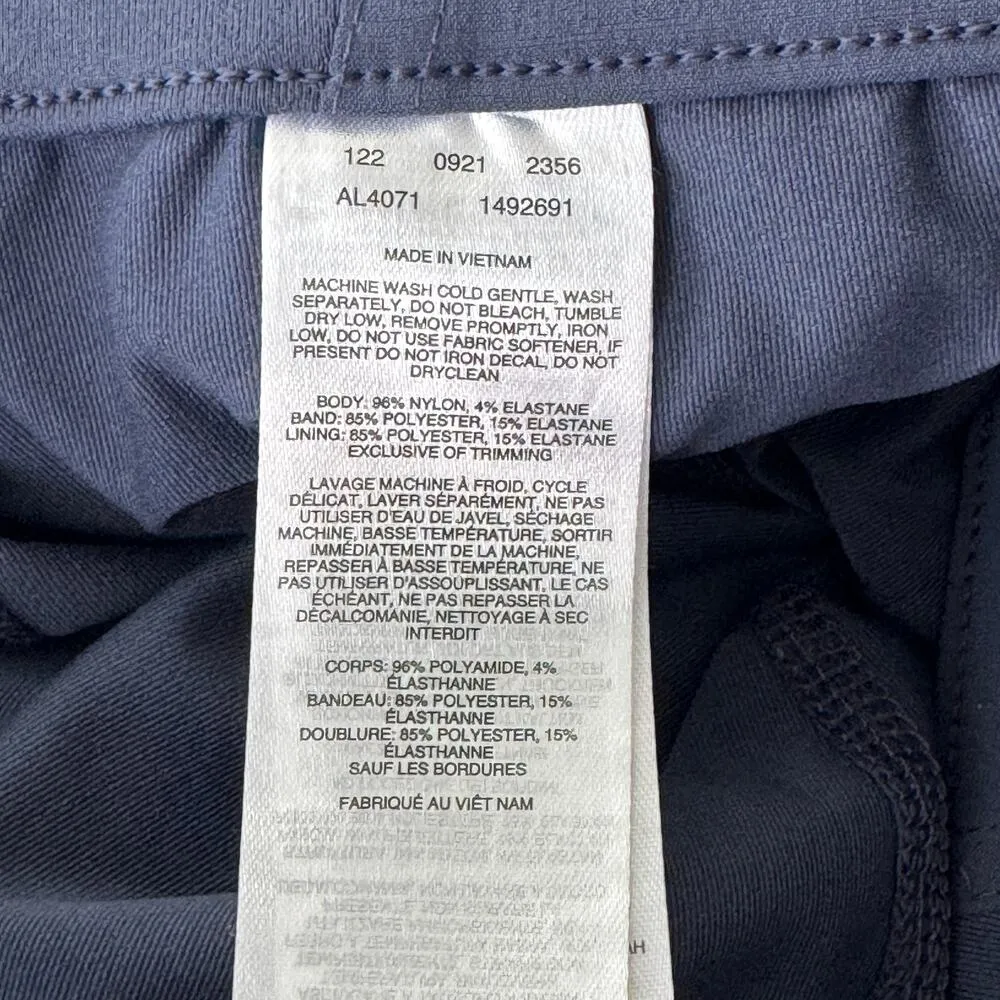 122 0921 2356
AL4071 1492691
MADE IN VIETNAM
MACHINE WASH COLD GENTLE, WASH
SEPARATELY, DO NOT BLEACH, TUMBLE
DRY LOW, REMOVE PROMPTLY, IRON
LOW, DO NOT USE FABRIC SOFTENER, IF
PRESENT DO NOT IRON DECAL, DO NOT
DRYCLEAN
BODY: 96% NYLON, 4% ELASTANE
BAND: 85% POLYESTER, 15% ELASTANE
LINING: 85% POLYESTER, 15% ELASTANE
EXCLUSIVE OF TRIMMING
LAVAGE MACHINE À FROID, CYCLE
DÉLICAT, LAVER SÉPARÉMENT, NE PAS
UTILISER D'EAU DE JAVEL, SÉCHAGE
MACHINE, BASSE TEMPÉRATURE, SORTIR
IMMÉDIATEMENT DE LA MACHINE,
REPASSER À BASSE TEMPÉRATURE, NE
PAS UTILISER D'ASSOUPLISSANT, LE CAS
ÉCHÉANT, NE PAS REPASSER LA
DÉCALCOMANIE, NETTOYAGE À SEC
INTERDIT
CORPS: 96% POLYAMIDE, 4%
ÉLASTHANNE
BANDEAU: 85% POLYESTER, 15%
ÉLASTHANNE
DOUBLURE: 85% POLYESTER, 15%
ÉLASTHANNE
SAUF LES BORDURES
FABRIQUÉ AU VIÊT NAM